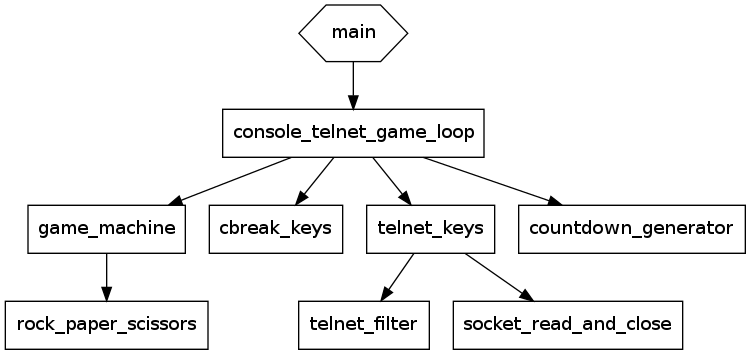 main
console_telnet_game_loop
game_machine
cbreak_keys
telnet_keys
countdown_generator
rock_paper_scissors
telnet_filter
socket_read_and_close